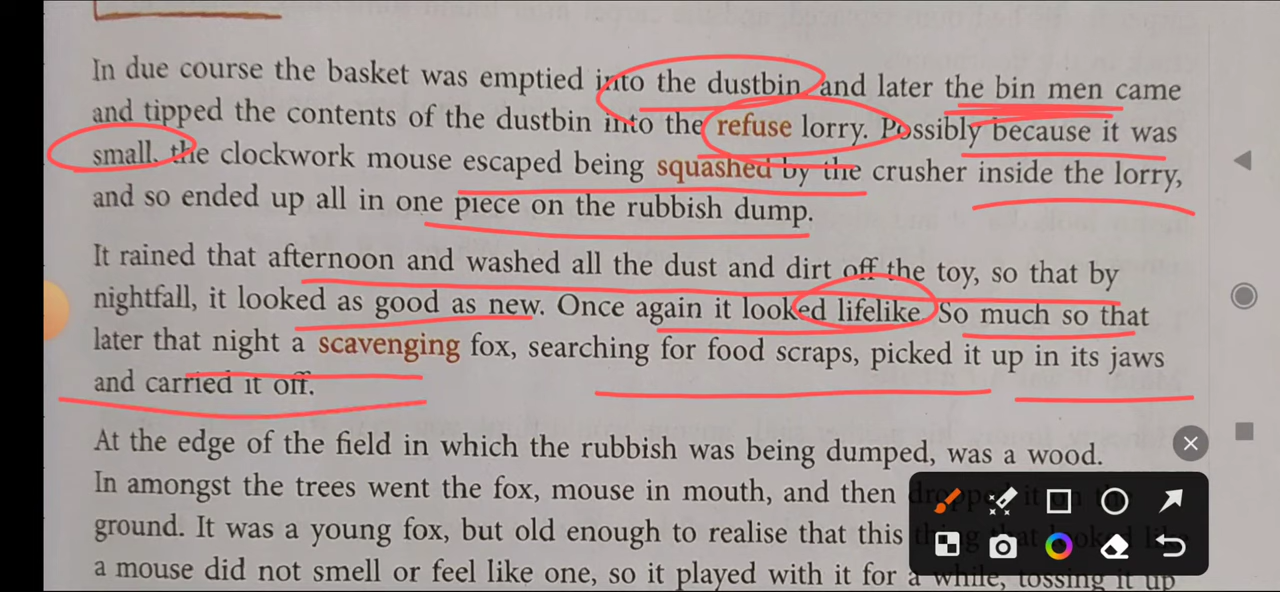 In due course the basket was emptied into the dustbin and later the bin men came
and tipped the contents of the dustbin into the refuse lorry. Possibly because it was
small, the clockwork mouse escaped being squashed by the crusher inside the lorry,
and so ended up all in one piece on the rubbish dump.
It rained that afternoon and washed all the dust and dirt off the toy, so that by
nightfall, it looked as good as new. Once again it looked lifelike. So much so that
later that night a scavenging fox, searching for food scraps, picked it up in its jaws
and carried it off.
At the edge of the field in which the rubbish was being dumped, was a wood.
In amongst the trees went the fox, mouse in mouth, and then dropped it on the
ground. It was a young fox, but old enough to realise that this thing that looked like
a mouse did not smell or feel like one, so it played with it for a while, tossing it up